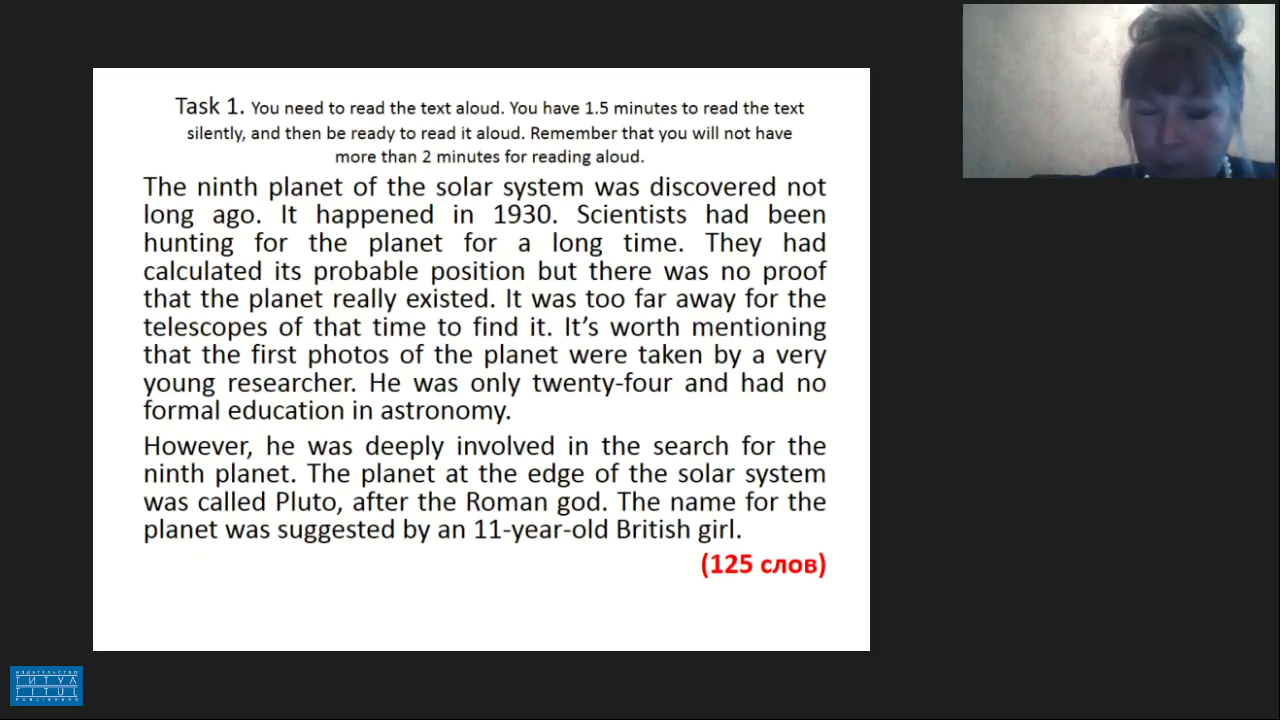 Task 1. You need to read the text aloud. You have 1.5 minutes to read the text
silently, and then be ready to read it aloud. Remember that you will not have
more than 2 minutes for reading aloud.
The ninth planet of the solar system was discovered not
long ago. It happened in 1930. Scientists had been
hunting for the planet for a long time. They had
calculated its probable position but there was no proof
that the planet really existed. It was too far away for the
telescopes of that time to find it. It’s worth mentioning
that the first photos of the planet were taken by a very
young researcher. He was only twenty-four and had no
formal education in astronomy.
However, he was deeply involved in the search for the
ninth planet. The planet at the edge of the solar system
was called Pluto, after the Roman god. The name for the
planet was suggested by an 11-year-old British girl.
(125 слов)
ИЗДАТЕЛЬСТВО
ТИТУЛ
TITUL
PUBLISHERS